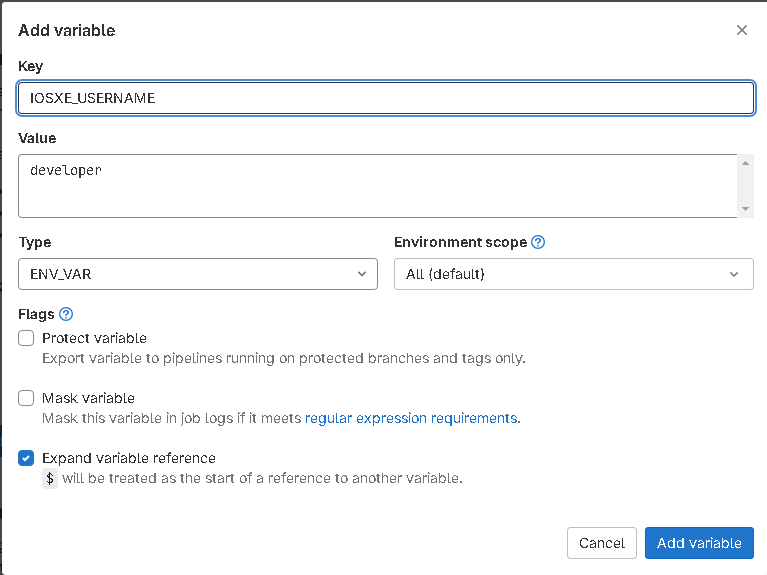 Add variable
Key
IOSXE_USERNAME
Value
developer
Type
Environment scope
ENV_VAR
All (default)
Flags
Protect variable
Export variable to pipelines running on protected branches and tags only.
Mask variable
Mask this variable in job logs if it meets regular expression requirements.
Expand variable reference
$ will be treated as the start of a reference to another variable.
Cancel
Add variable